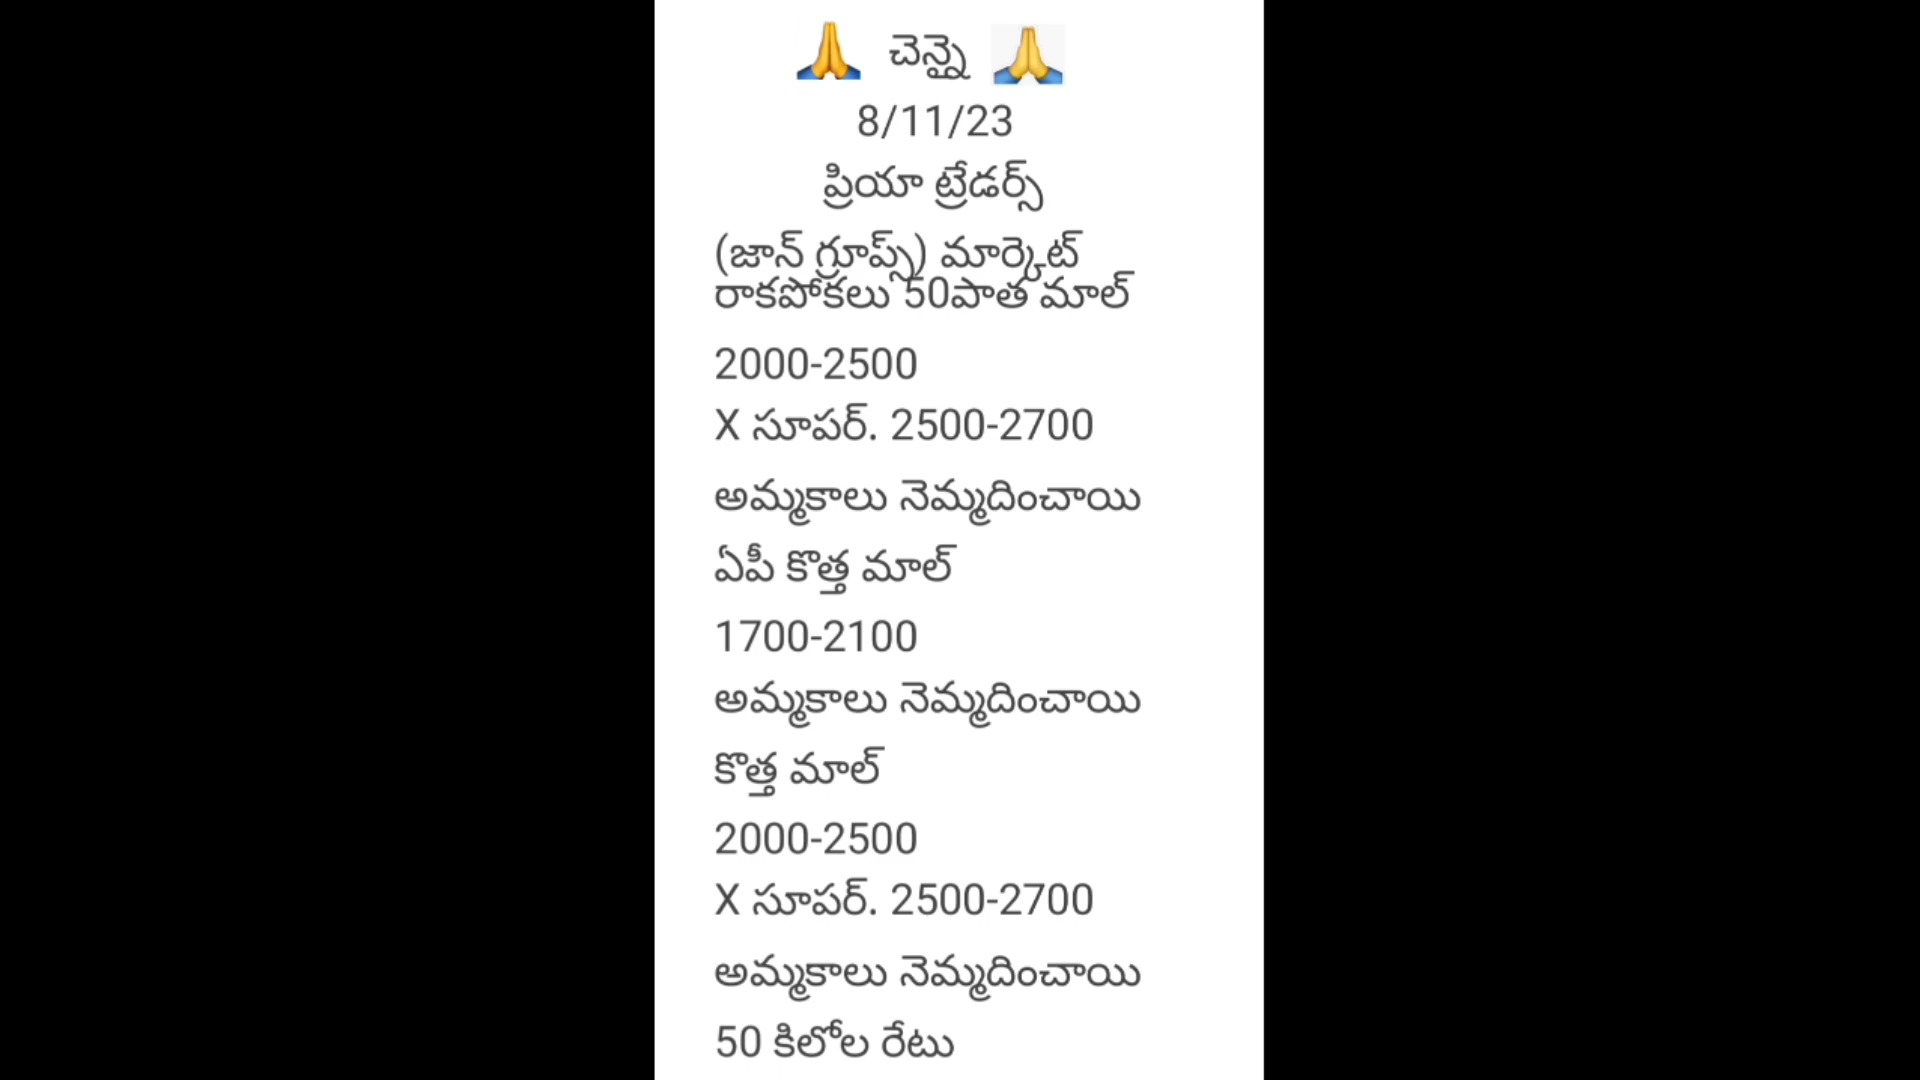 🙏 చెన్నై 🙏
8/11/23
ప్రియా ట్రేడర్స్
(జాన్ గ్రూప్స్) మార్కెట్
రాకపోకలు 50పాత మాల్
2000-2500
X సూపర్. 2500-2700
అమ్మకాలు నెమ్మదించాయి
ఏపీ కొత్త మాల్
1700-2100
అమ్మకాలు నెమ్మదించాయి
కొత్త మాల్
2000-2500
X సూపర్. 2500-2700
అమ్మకాలు నెమ్మదించాయి
50 కిలోల రేటు